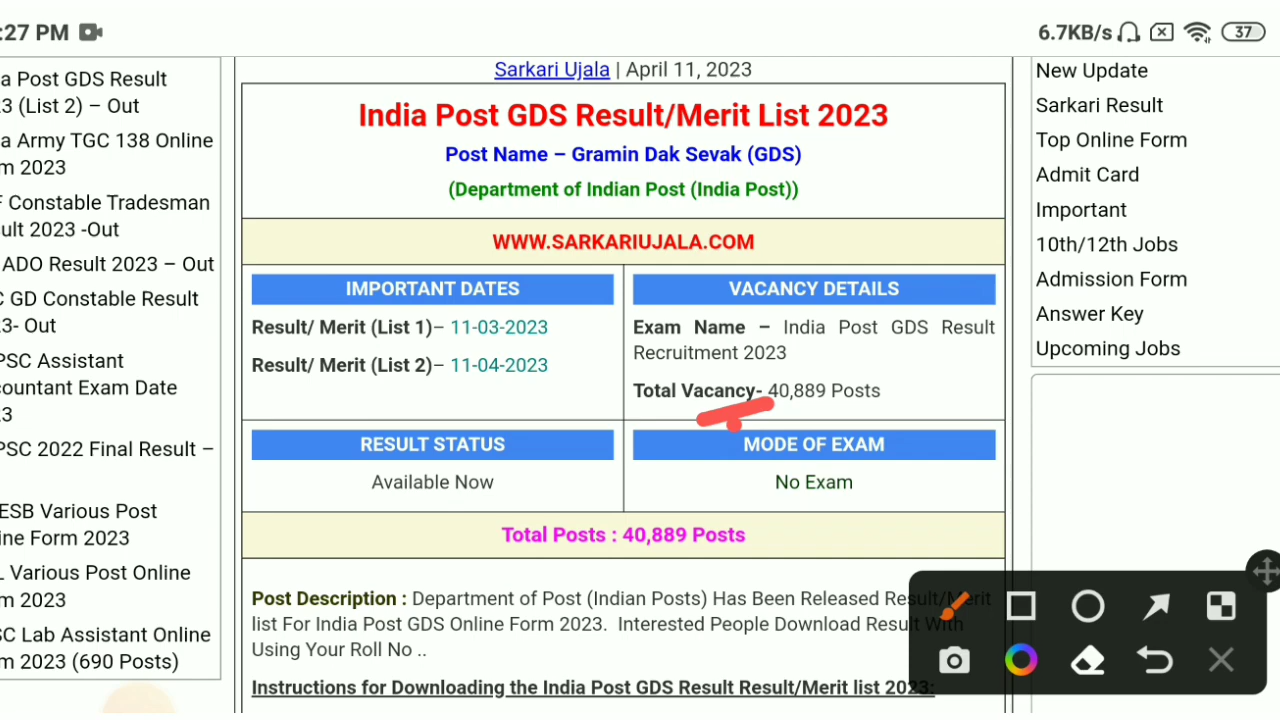 :27 PM
6.7KB/s
37
a Post GDS Result
3 (List 2) – Out
a Army TGC 138 Online
m 2023
F Constable Tradesman
ult 2023 -Out
ADO Result 2023 – Out
C GD Constable Result
23- Out
PSC Assistant
countant Exam Date
3
PSC 2022 Final Result –
ESB Various Post
ine Form 2023
L Various Post Online
m 2023
SC Lab Assistant Online
m 2023 (690 Posts)
Sarkari Ujala | April 11, 2023
India Post GDS Result/Merit List 2023
Post Name – Gramin Dak Sevak (GDS)
(Department of Indian Post (India Post))
WWW.SARKARIUJALA.COM
IMPORTANT DATES
Result/ Merit (List 1)– 11-03-2023
Result/ Merit (List 2)– 11-04-2023
VACANCY DETAILS
Exam Name – India Post GDS Result
Recruitment 2023
Total Vacancy- 40,889 Posts
RESULT STATUS
Available Now
MODE OF EXAM
No Exam
Total Posts : 40,889 Posts
Post Description : Department of Post (Indian Posts) Has Been Released Result/Merit
list For India Post GDS Online Form 2023. Interested People Download Result With
Using Your Roll No ..
Instructions for Downloading the India Post GDS Result Result/Merit list 2023:
New Update
Sarkari Result
Top Online Form
Admit Card
Important
10th/12th Jobs
Admission Form
Answer Key
Upcoming Jobs